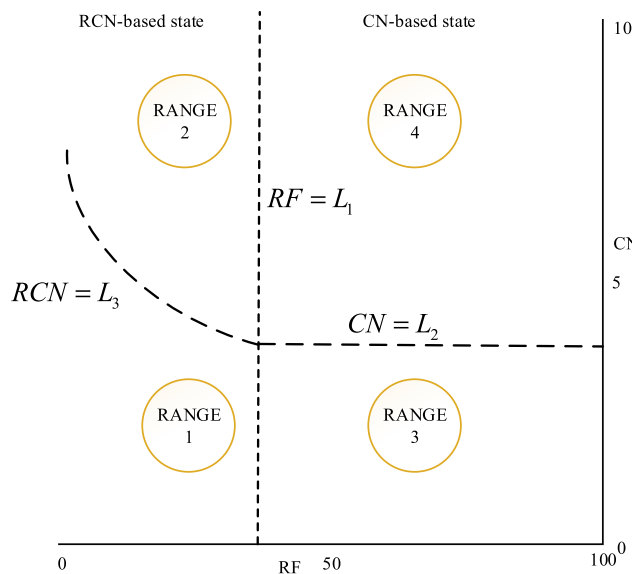 RCN-based state
CN-based state
10
RANGE
2
RANGE
4
RF = L1
CN
5
RCN = L3
CN = L2
RANGE
1
RANGE
3
0
0
RF
50
100